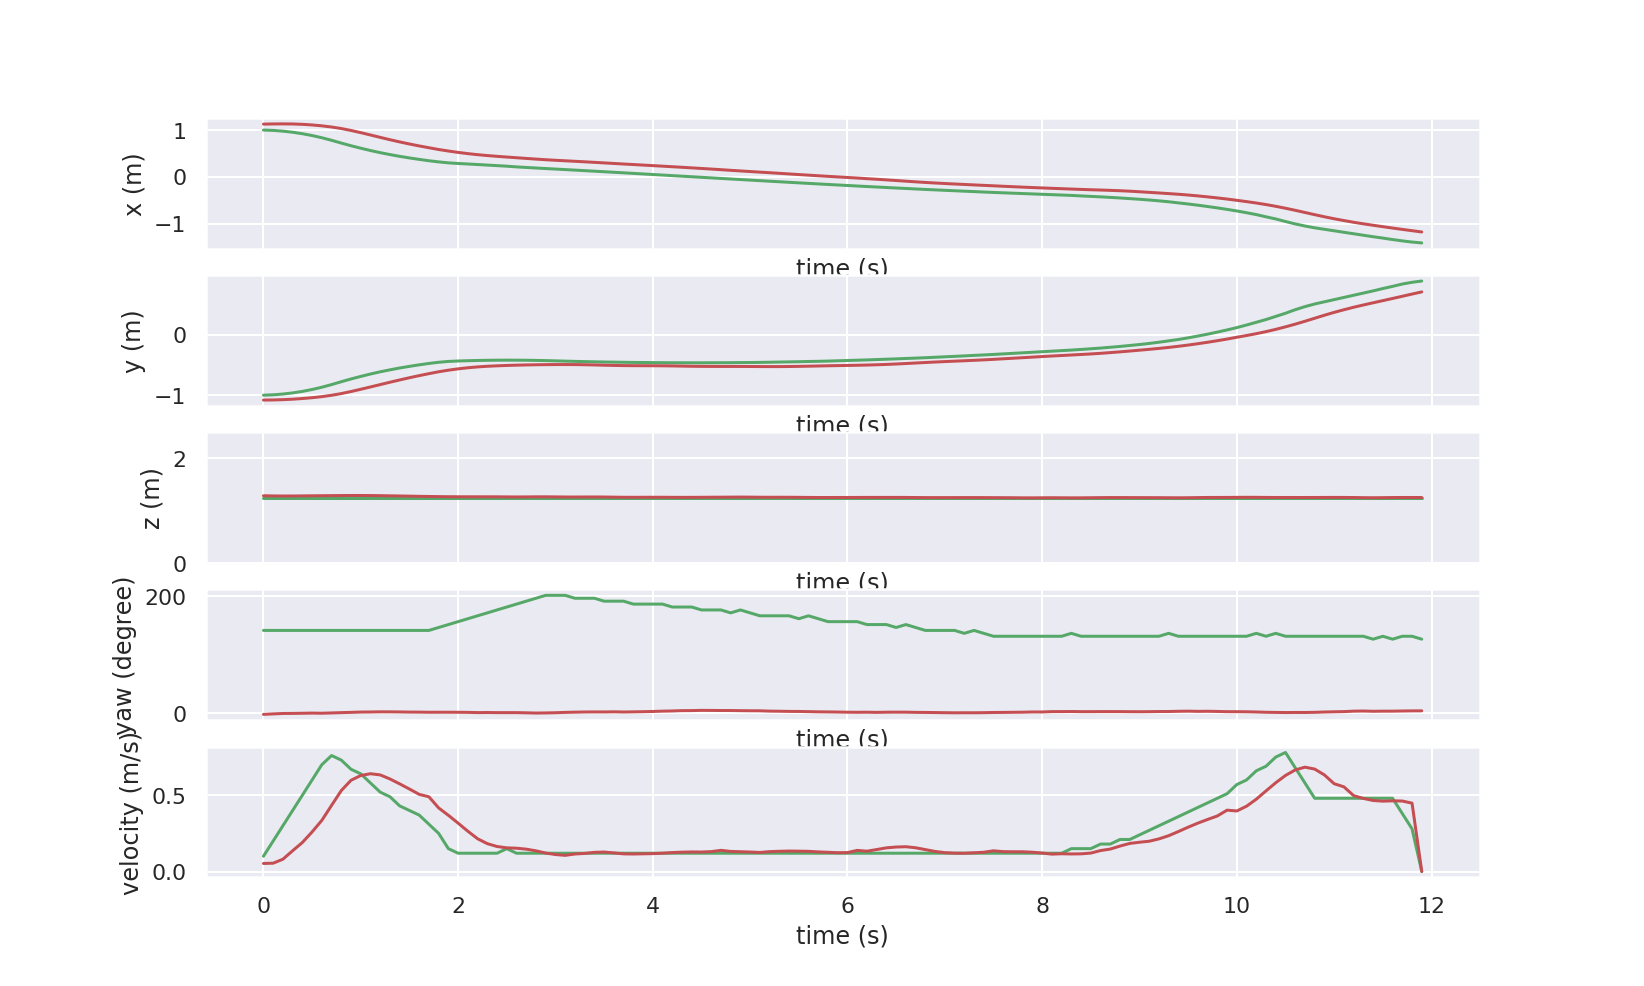 1
0
−1
x (m)
time (s)
0
−1
y (m)
time (s)
2
0
z (m)
time (s)
200
0
yaw (degree)
time (s)
0.5
0.0
velocity (m/s)
0 2 4 6 8 10 12
time (s)